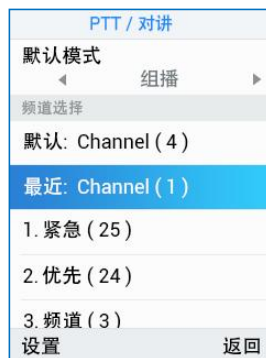 PTT / 对讲
默认模式
组播
频道选择
默认: Channel ( 4 )
最近: Channel ( 1 )
1. 紧急 ( 25 )
2. 优先 ( 24 )
3. 频道 ( 3 )
设置 返回